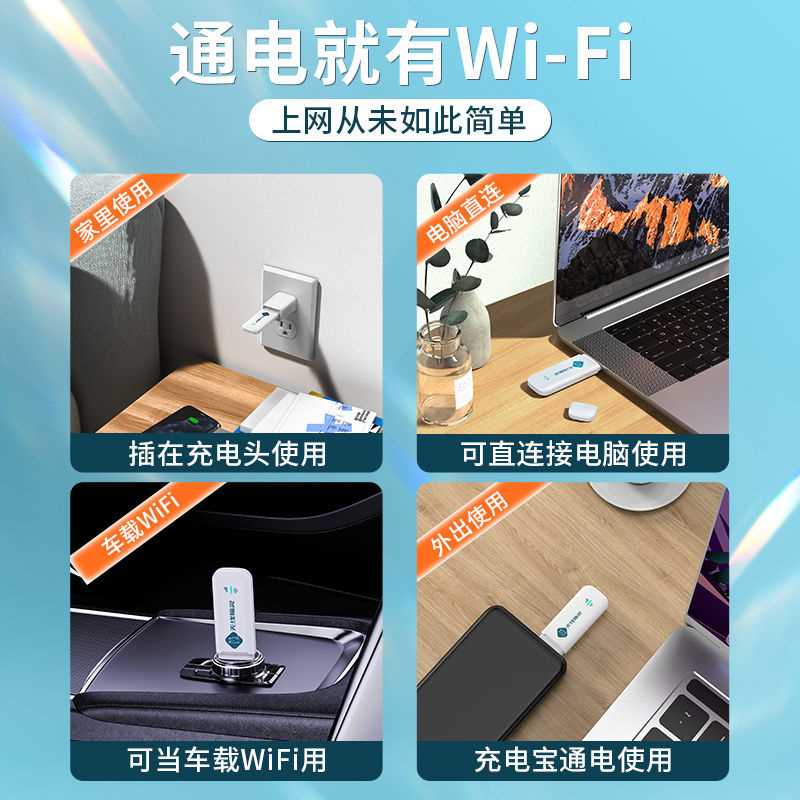 通电就有Wi-Fi
上网从未如此简单
家里使用
插在充电头使用
电脑直连
可直连接电脑使用
车载WiFi
可当车载WiFi用
外出使用
充电宝通电使用